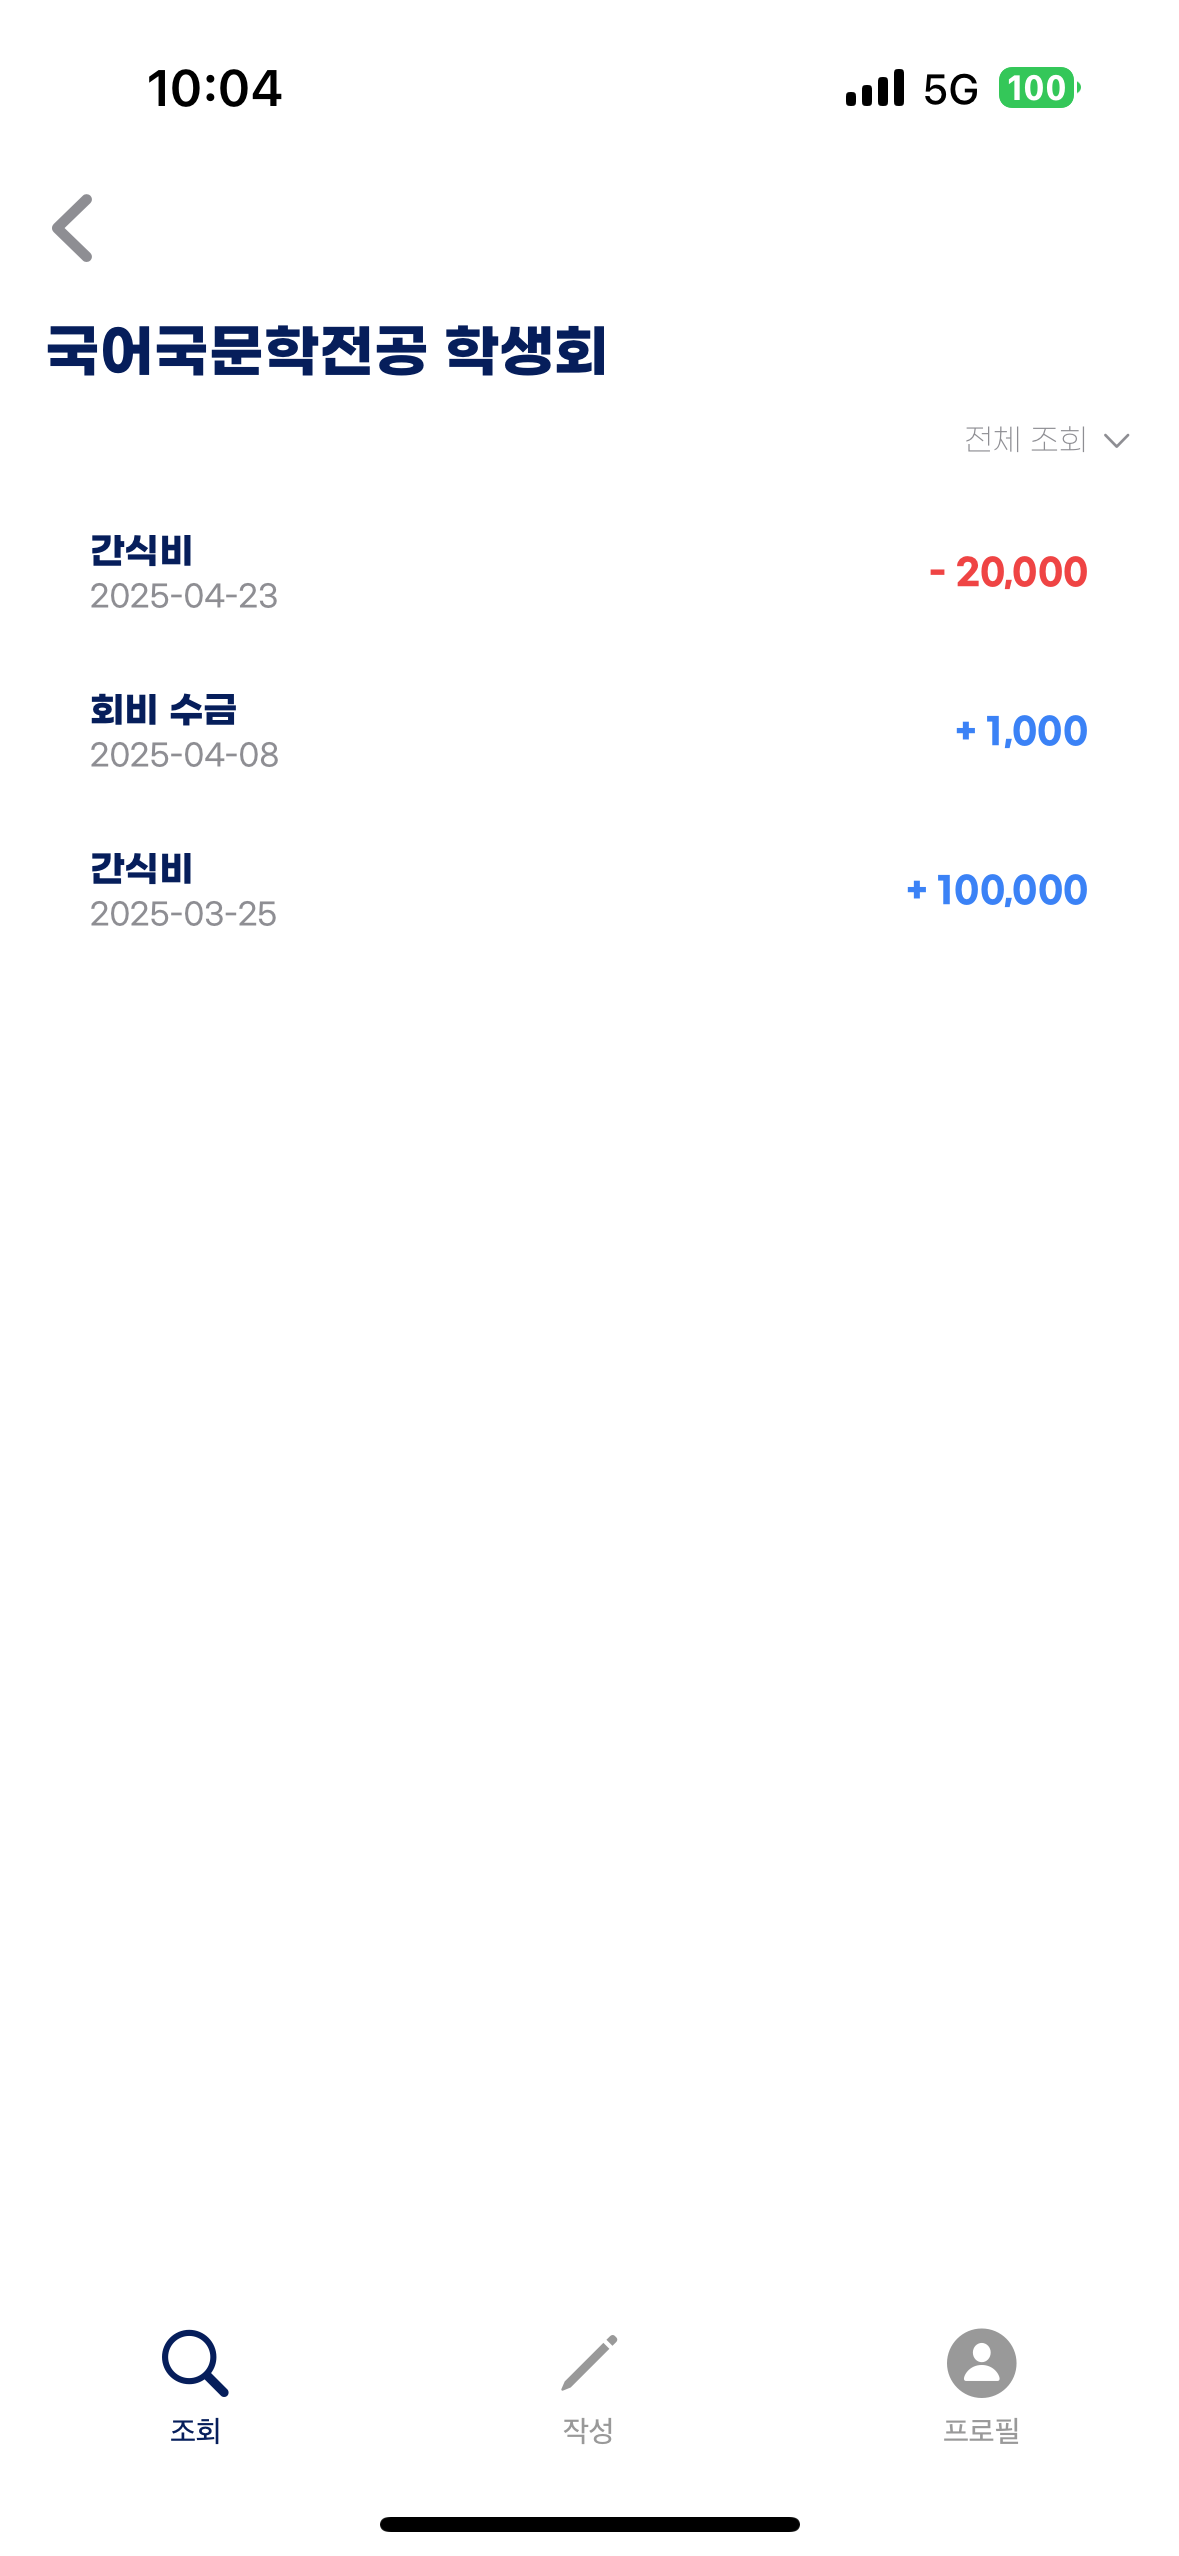 10:04
5G 100
국어국문학전공 학생회
전체 조회
간식비
2025-04-23
- 20,000
회비 수금
2025-04-08
+ 1,000
간식비
2025-03-25
+ 100,000
조회
작성
프로필